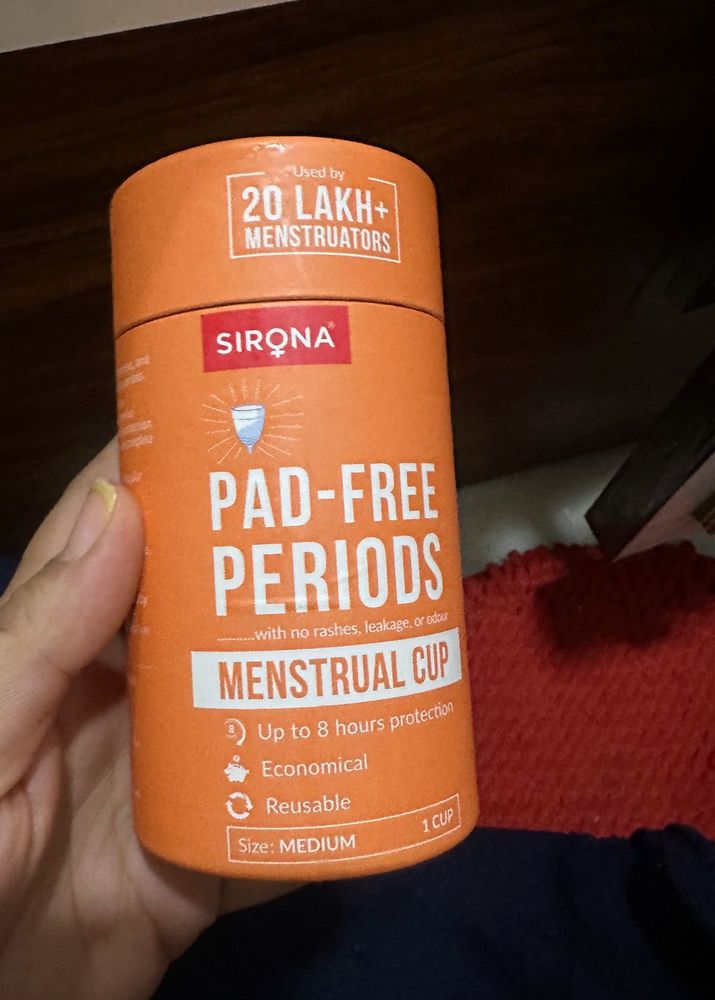 Used by
20 LAKH+
MENSTRUATORS
SIRONA®
PAD-FREE
PERIODS
..........with no rashes, leakage, or odour
MENSTRUAL CUP
8
Up to 8 hours protection
Economical
Reusable
Size: MEDIUM 1 CUP